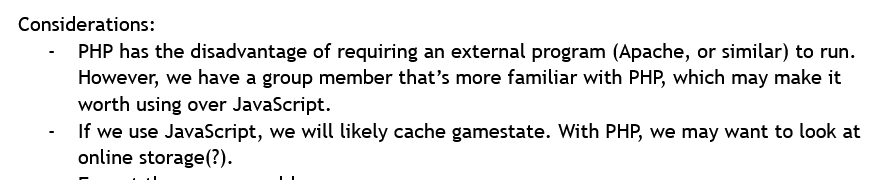 Considerations:
- PHP has the disadvantage of requiring an external program (Apache, or similar) to run.
However, we have a group member that's more familiar with PHP, which may make it
worth using over JavaScript.
- If we use JavaScript, we will likely cache gamestate. With PHP, we may want to look at
online storage(?).